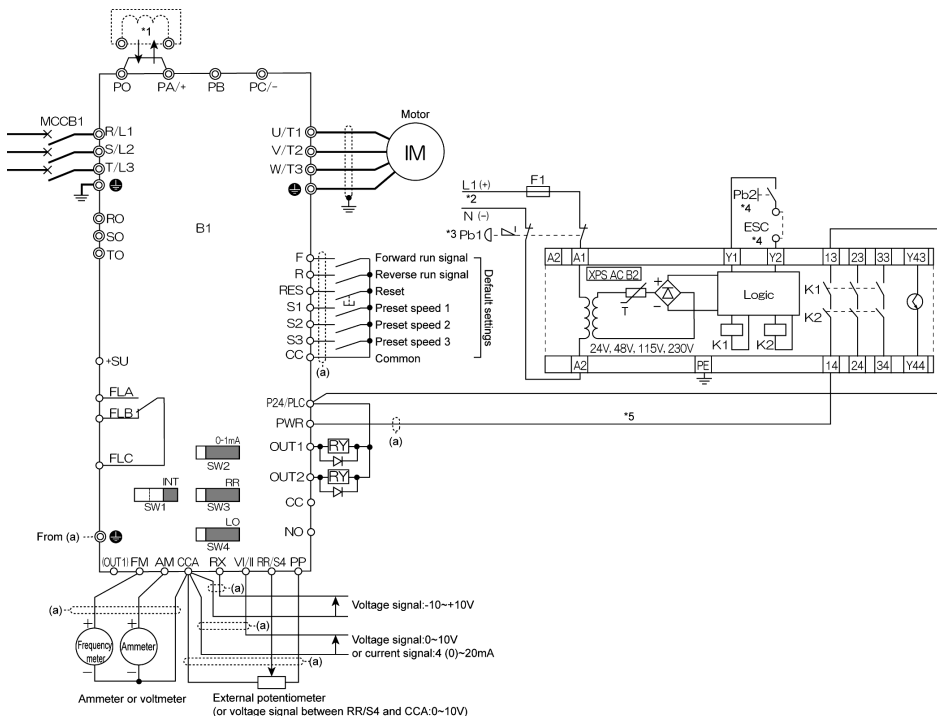 *1
PO PA/+ PB PC/-
MCCB1
R/L1
S/L2
T/L3
RO
SO
TO
B1
U/T1
V/T2
W/T3
Motor
IM
L1 (+)
*2
N (-)
F1
*3 Pb1
Pb2
*4
ESC
*4
F Forward run signal
R Reverse run signal
RES Reset
S1 Preset speed 1
S2 Preset speed 2
S3 Preset speed 3
CC Common
Default settings
(a)
A2 A1 Y1 Y2 13 23 33 Y43
XPS AC B2
+
-
T
Logic
K1
K2
K1 K2
24V, 48V, 115V, 230V
A2 PE 14 24 34 Y44
+SU
FLA
FLB
FLC
P24/PLC
PWR
(a)
*5
OUT1 RY
OUT2 RY
CC
NO
0-1mA
SW2
INT
SW1
RR
SW3
LO
SW4
From (a)
(OUT1) FM AM CCA RX VI/II RR/S4 PP
(a)
(a)
(a)
(a)
Voltage signal:-10~+10V
Voltage signal:0~10V
or current signal:4 (0)~20mA
+
Frequency
meter
-
+
Ammeter
-
Ammeter or voltmeter
External potentiometer
(or voltage signal between RR/S4 and CCA:0~10V)